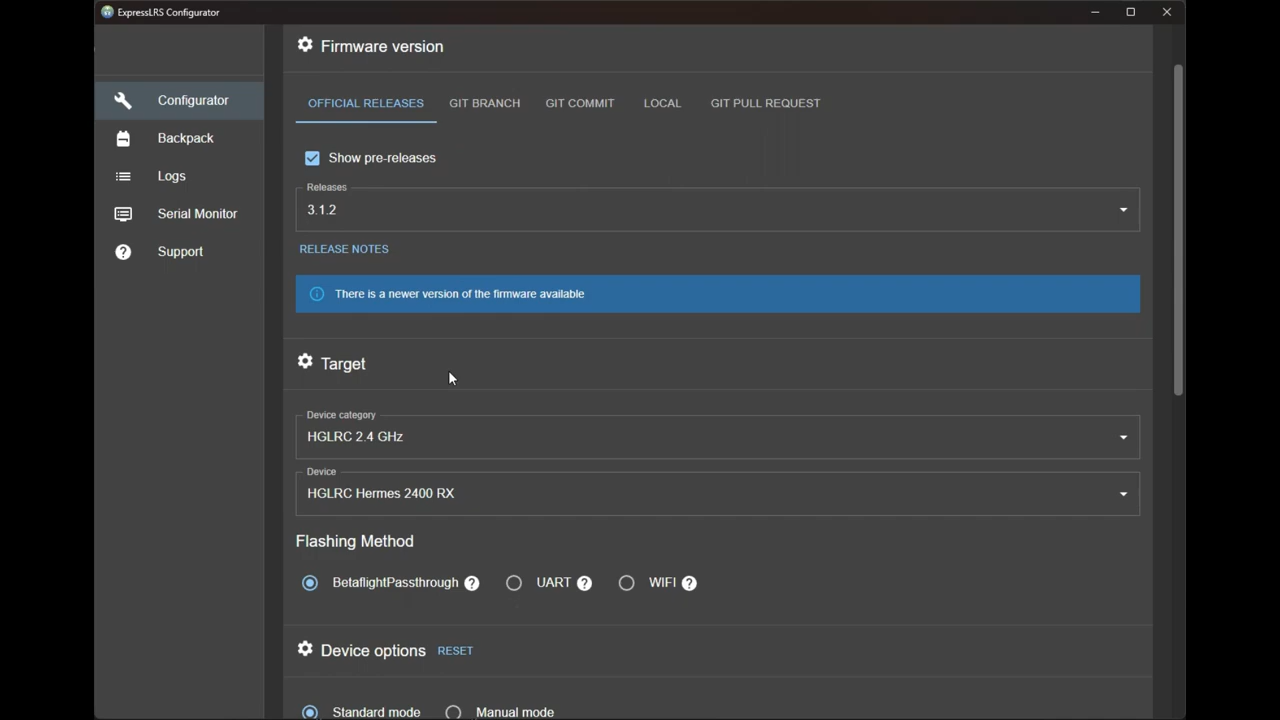 ExpressLRS Configurator
Configurator
Backpack
Logs
Serial Monitor
Support
Firmware version
OFFICIAL RELEASES
GIT BRANCH
GIT COMMIT
LOCAL
GIT PULL REQUEST
Show pre-releases
Releases
3.1.2
RELEASE NOTES
There is a newer version of the firmware available
Target
Device category
HGLRC 2.4 GHz
Device
HGLRC Hermes 2400 RX
Flashing Method
BetaflightPassthrough ? UART ? WIFI ?
Device options RESET
Standard mode Manual mode